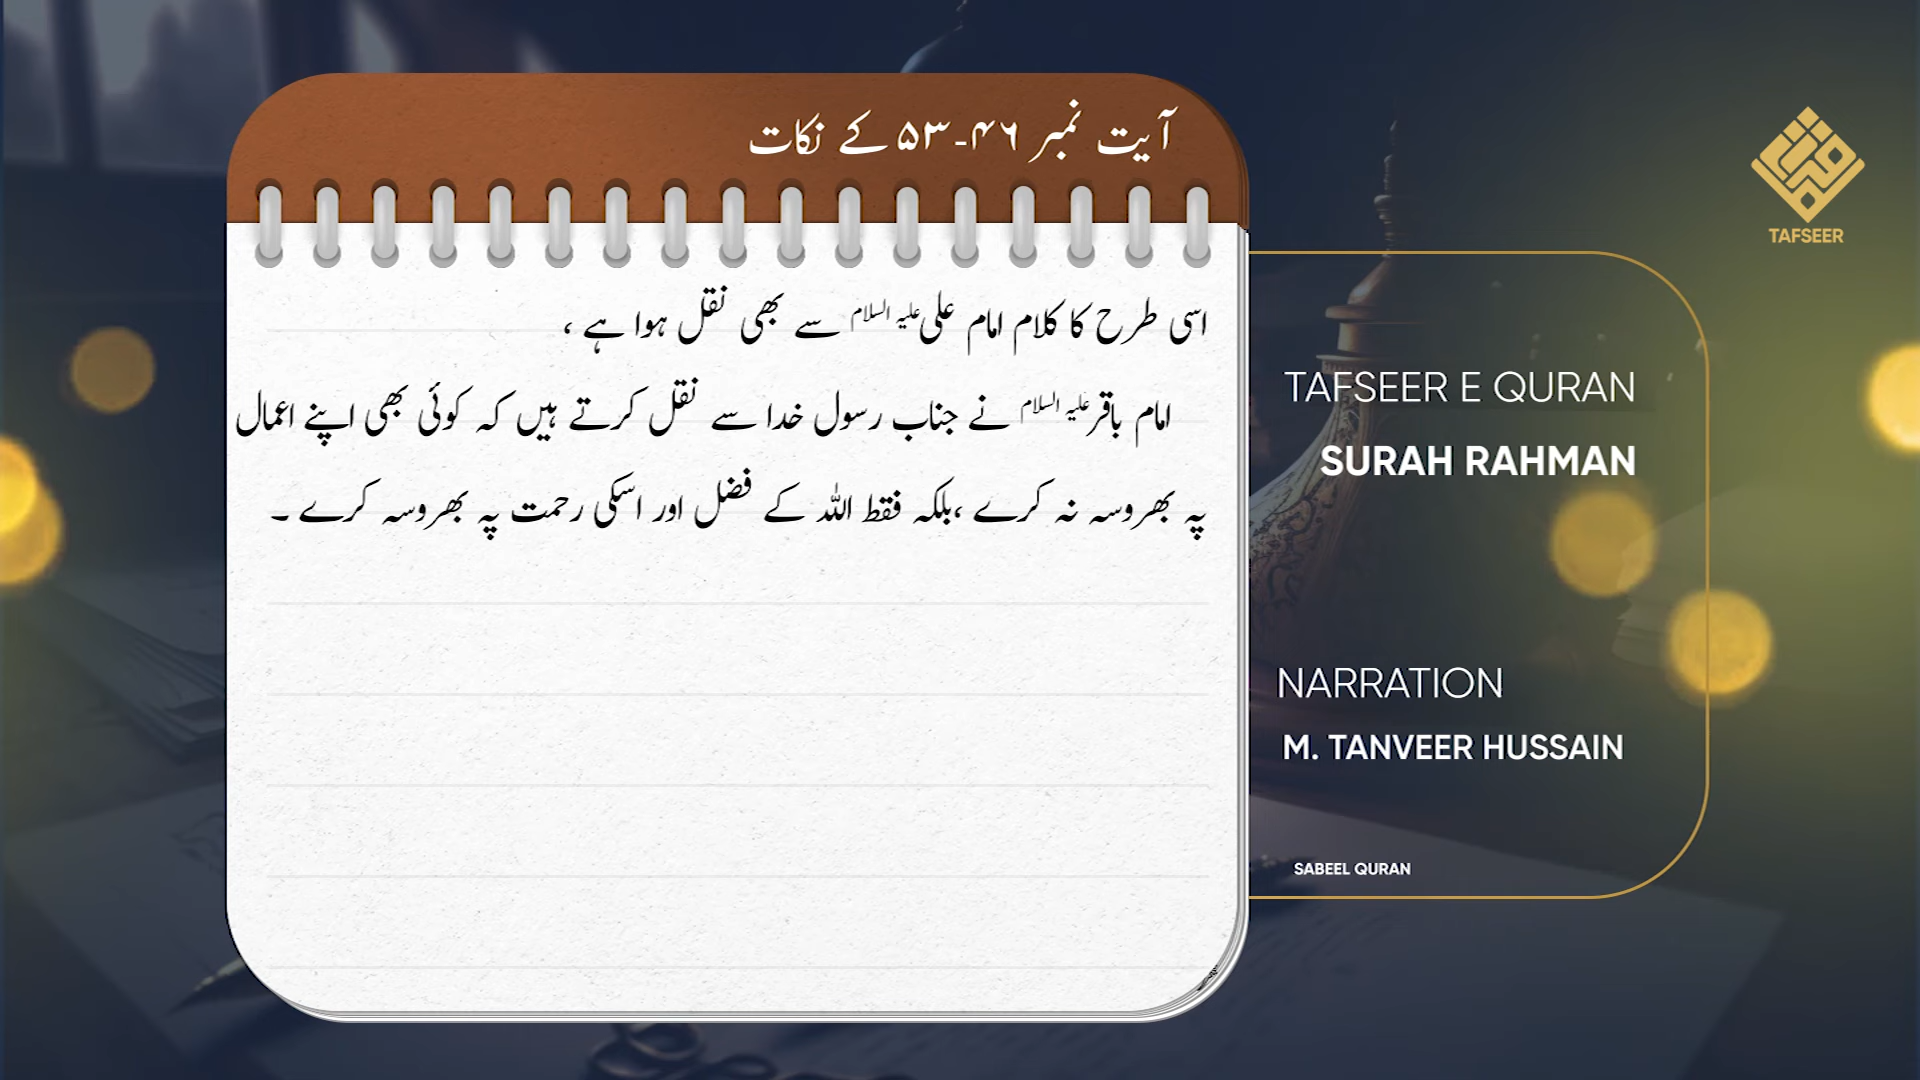 آیت نمبر ۴۶-۵۳ کے نکات
اسی طرح کا کلام امام علی علیہ السلام سے بھی نقل ہوا ہے ،
امام باقر علیہ السلام نے جناب رسول خدا سے نقل کرتے ہیں کہ کوئی بھی اپنے اعمال
پہ بھروسہ نہ کرے ،بلکہ فقط اللہ کے فضل اور اسکی رحمت پہ بھروسہ کرے ۔
TAFSEER
TAFSEER E QURAN
SURAH RAHMAN
NARRATION
M. TANVEER HUSSAIN
SABEEL QURAN